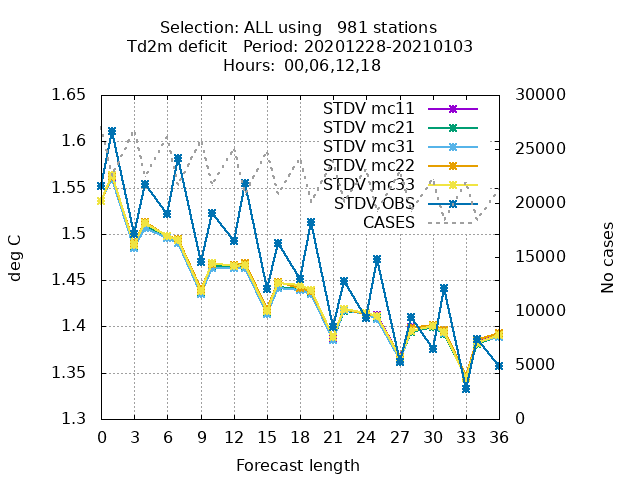 Selection: ALL using   981 stations
Td2m deficit   Period: 20201228-20210103
Hours: 00,06,12,18
1.65
1.6
1.55
1.5
1.45
1.4
1.35
1.3
deg C
30000
25000
20000
15000
10000
5000
0
No cases
STDV mc11
STDV mc21
STDV mc31
STDV mc22
STDV mc33
STDV OBS
CASES
0 3 6 9 12 15 18 21 24 27 30 33 36
Forecast length